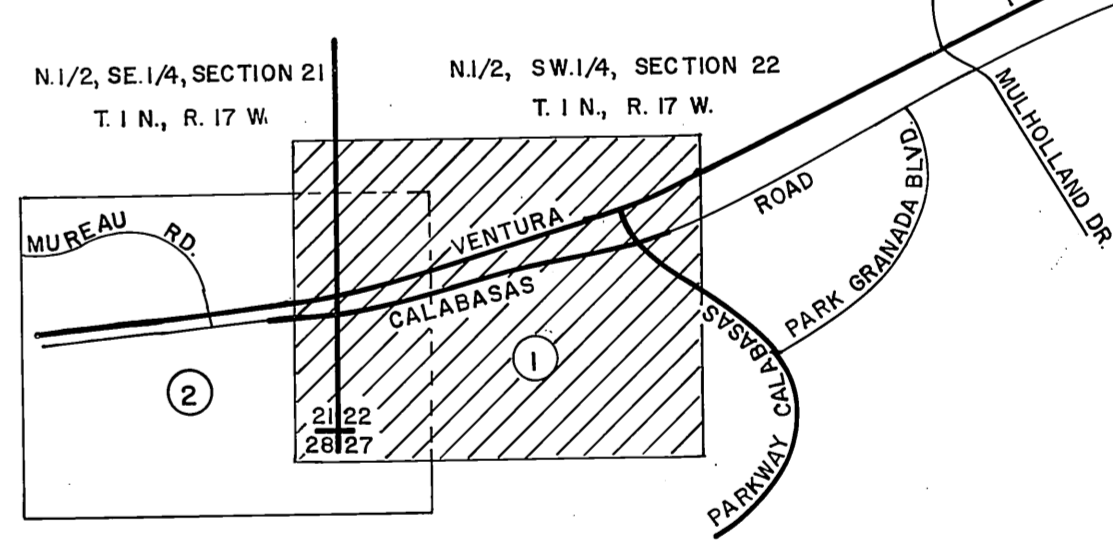 N.1/2, SE.1/4, SECTION 21
T. 1 N., R. 17 W.
N.1/2, SW.1/4, SECTION 22
T. 1 N., R. 17 W.
MULHOLLAND DR.
MUREAU RD.
VENTURA
ROAD
PARK GRANADA BLVD.
CALABASAS
PARKWAY CALABASAS
1
2
21 22
28 27